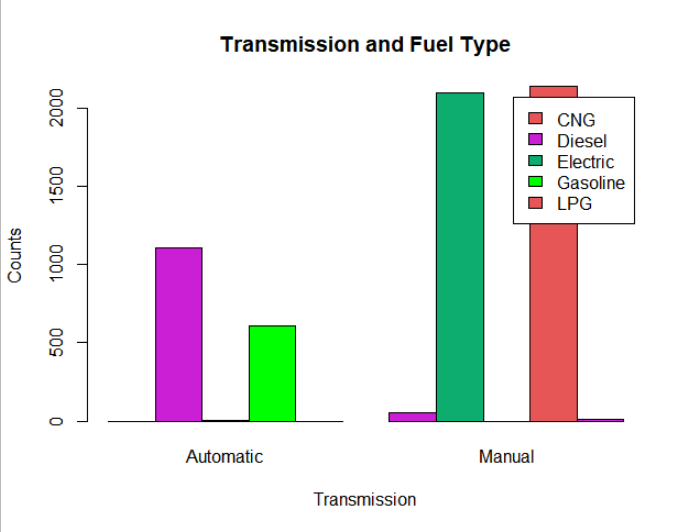 Transmission and Fuel Type
2000
1500
1000
500
0
Counts
CNG
Diesel
Electric
Gasoline
LPG
Automatic
Manual
Transmission